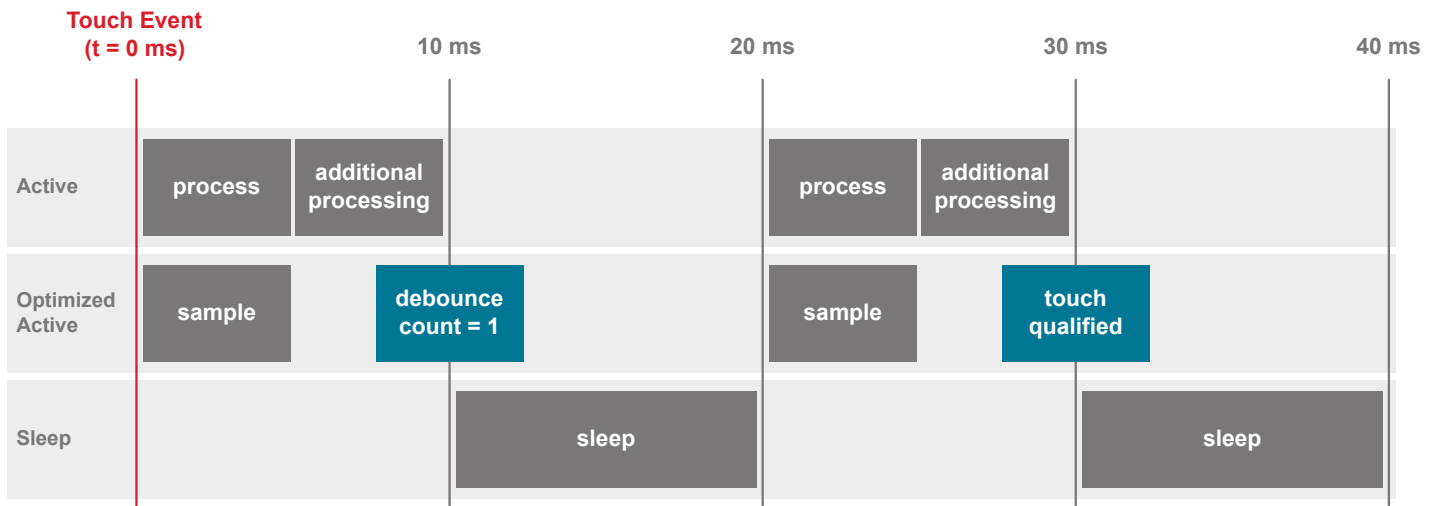 Touch Event
(t = 0 ms)
10 ms
20 ms
30 ms
40 ms
Active
process
additional
processing
process
additional
processing
Optimized
Active
sample
debounce
count = 1
sample
touch
qualified
Sleep
sleep
sleep